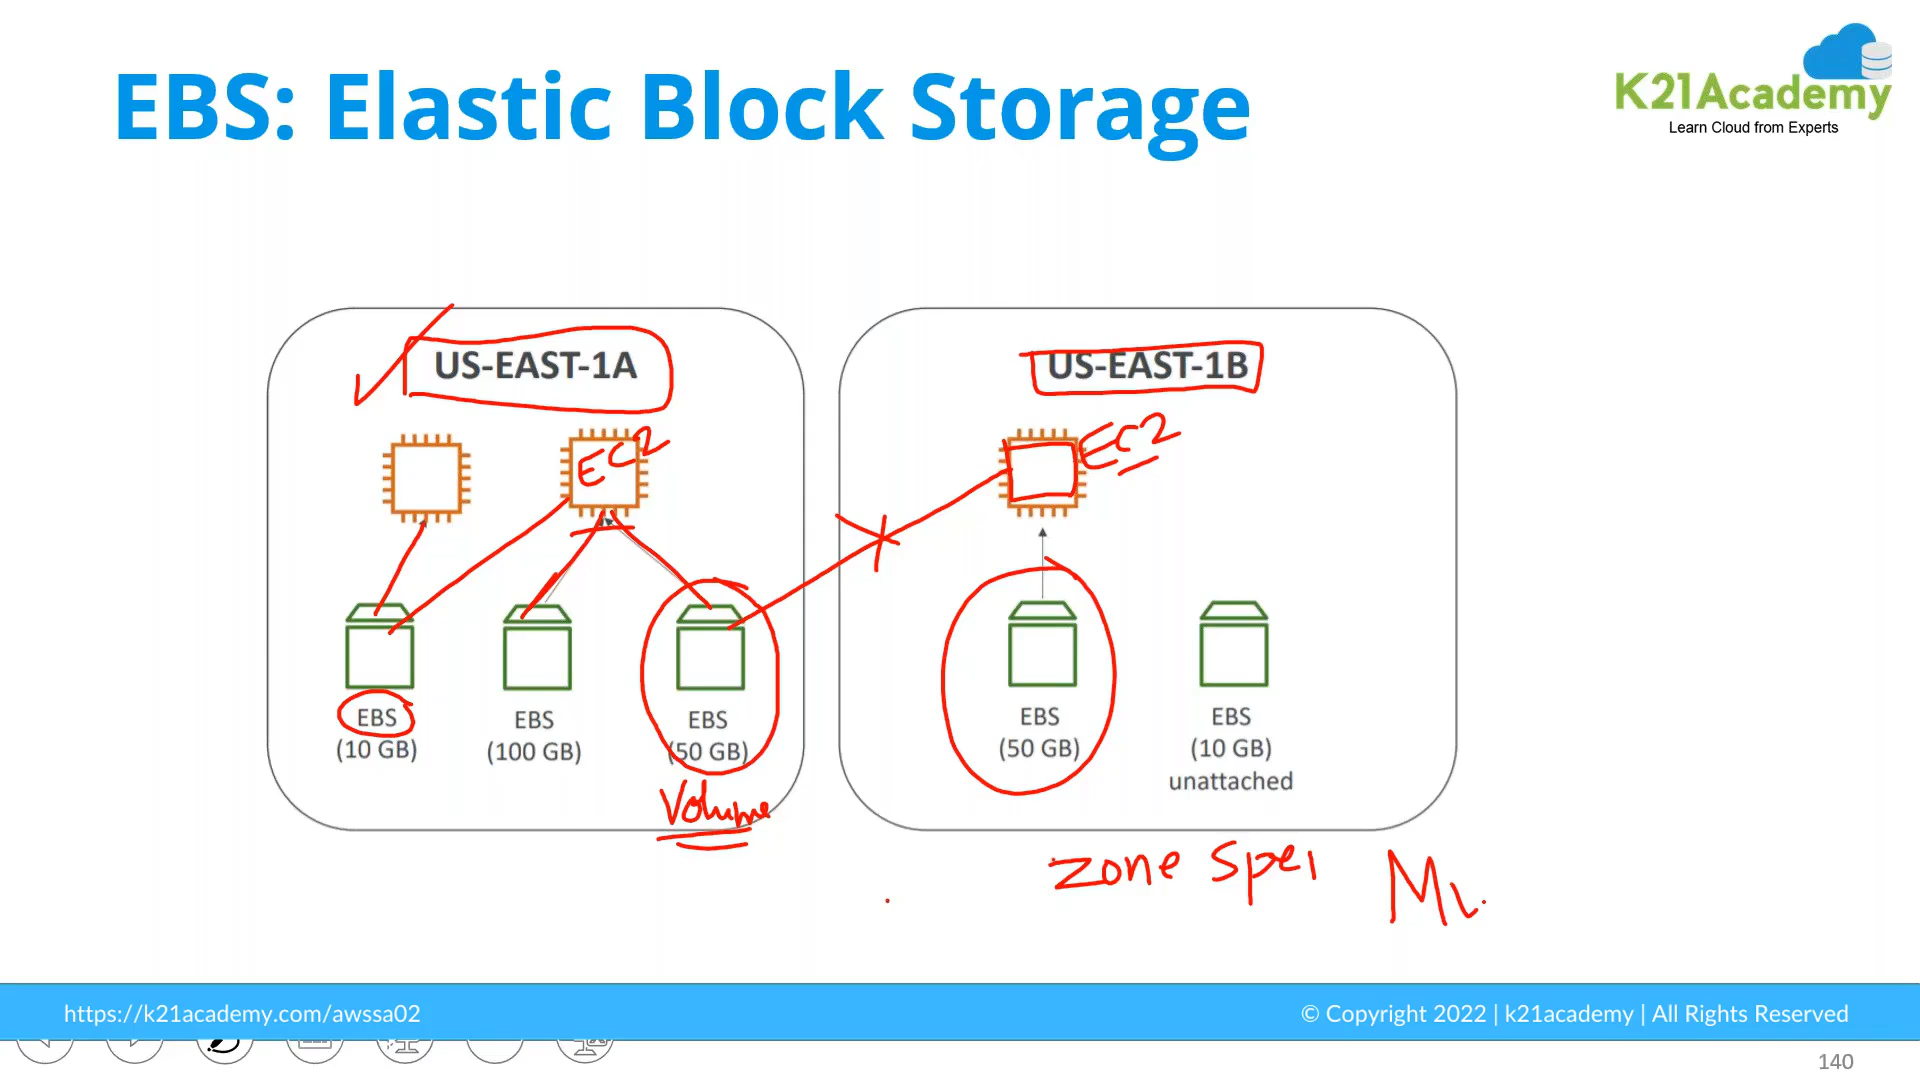 EBS: Elastic Block Storage
K21Academy
Learn Cloud from Experts
US-EAST-1A
EC2
EBS
(10 GB)
EBS
(100 GB)
EBS
(50 GB)
Volume
US-EAST-1B
EC2
EBS
(50 GB)
EBS
(10 GB)
unattached
zone spei
https://k21academy.com/awssa02
© Copyright 2022 | k21academy | All Rights Reserved
140